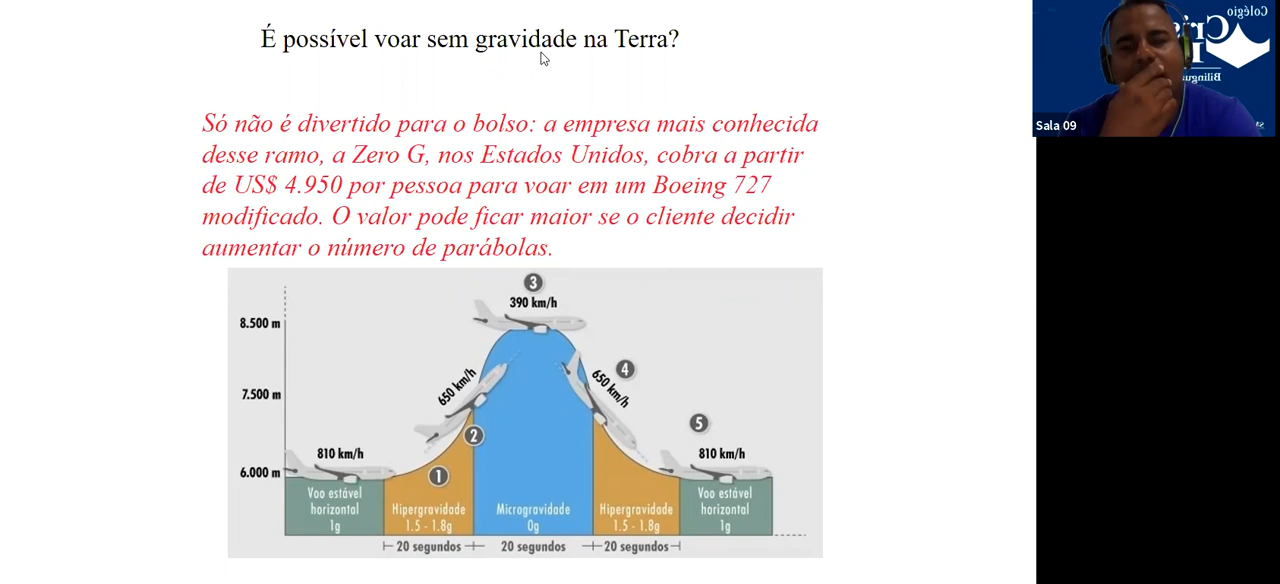 É possível voar sem gravidade na Terra?
Só não é divertido para o bolso: a empresa mais conhecida
desse ramo, a Zero G, nos Estados Unidos, cobra a partir
de US$ 4.950 por pessoa para voar em um Boeing 727
modificado. O valor pode ficar maior se o cliente decidir
aumentar o número de parábolas.
3
390 km/h
8.500 m
650 km/h
650 km/h
4
7.500 m
2
5
810 km/h
810 km/h
6.000 m
1
Voo estável
horizontal
1g
Hipergravidade
1.5 - 1.8g
Microgravidade
0g
Hipergravidade
1.5 - 1.8g
Voo estável
horizontal
1g
20 segundos
20 segundos
20 segundos
Colégio
Sala 09